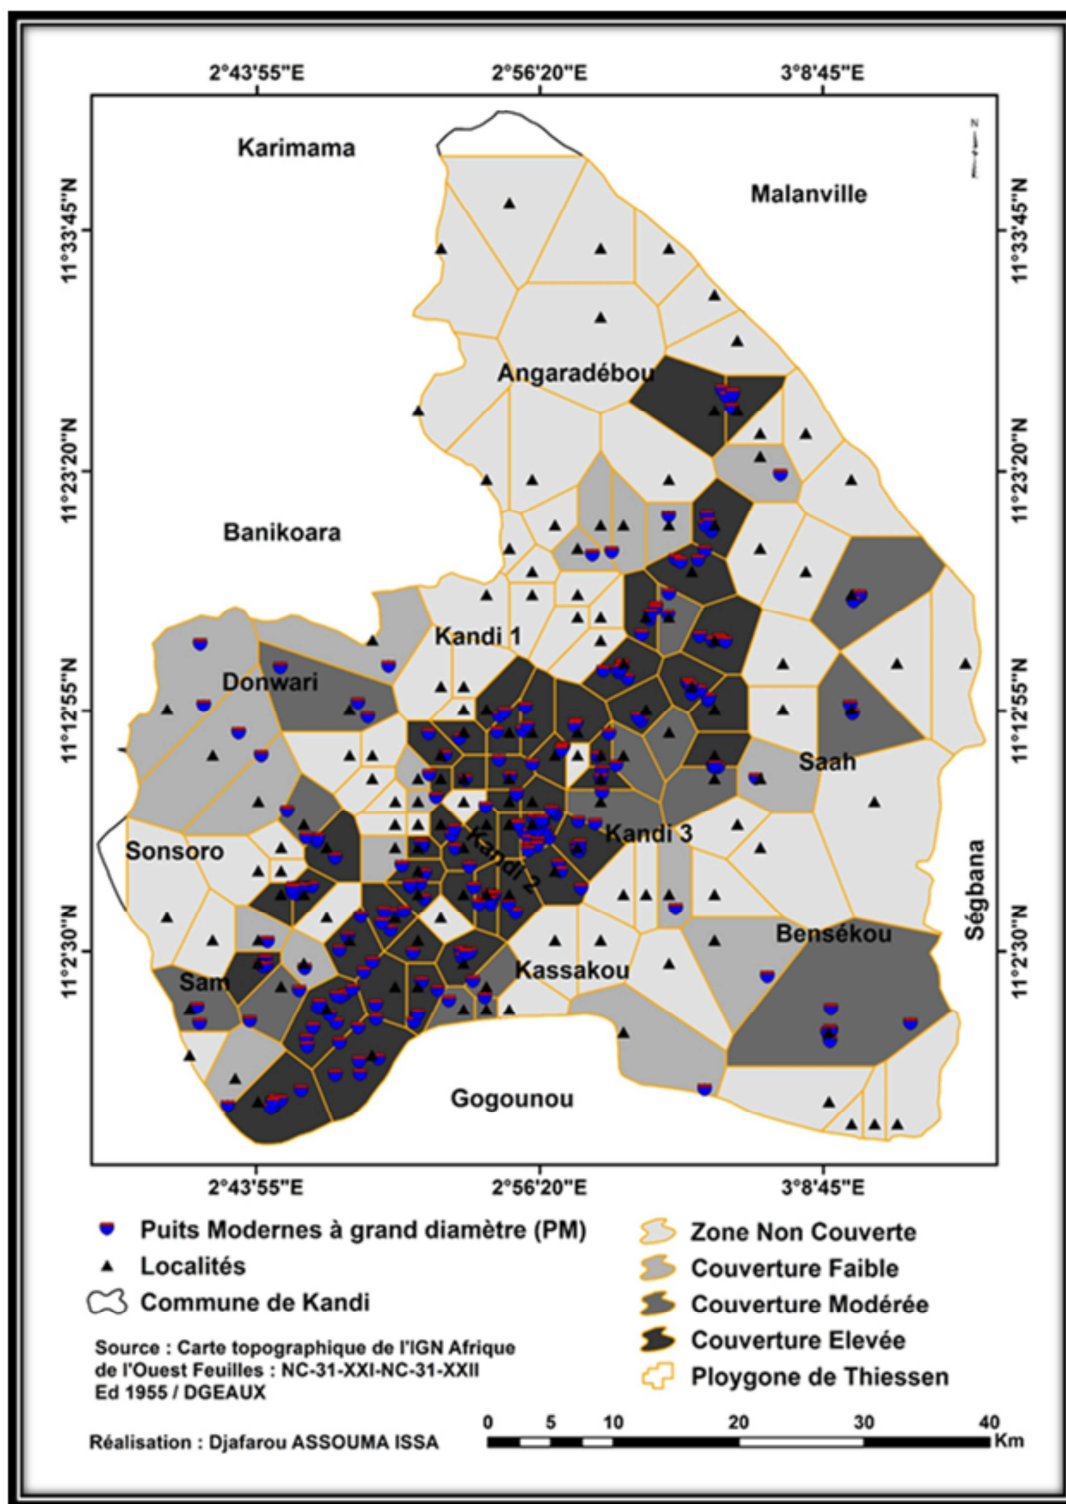 2°43'55"E 2°56'20"E 3°8'45"E
N
Karimama
Malanville
11°33'45"N
11°33'45"N
Angaradébou
11°23'20"N
11°23'20"N
Banikoara
Kandi 1
Donwari
11°12'55"N
11°12'55"N
Saah
Kandi 3
Kandi 2
Sonsoro
Ségbana
Bensékou
Kassakou
Sam
11°2'30"N
11°2'30"N
Gogounou
2°43'55"E 2°56'20"E 3°8'45"E
Puits Modernes à grand diamètre (PM)
Localités
Commune de Kandi
Zone Non Couverte
Couverture Faible
Couverture Modérée
Couverture Elevée
Ploygone de Thiessen
Source : Carte topographique de l'IGN Afrique
de l'Ouest Feuilles : NC-31-XXI-NC-31-XXII
Ed 1955 / DGEAUX
Réalisation : Djafarou ASSOUMA ISSA
0 5 10 20 30 40
Km